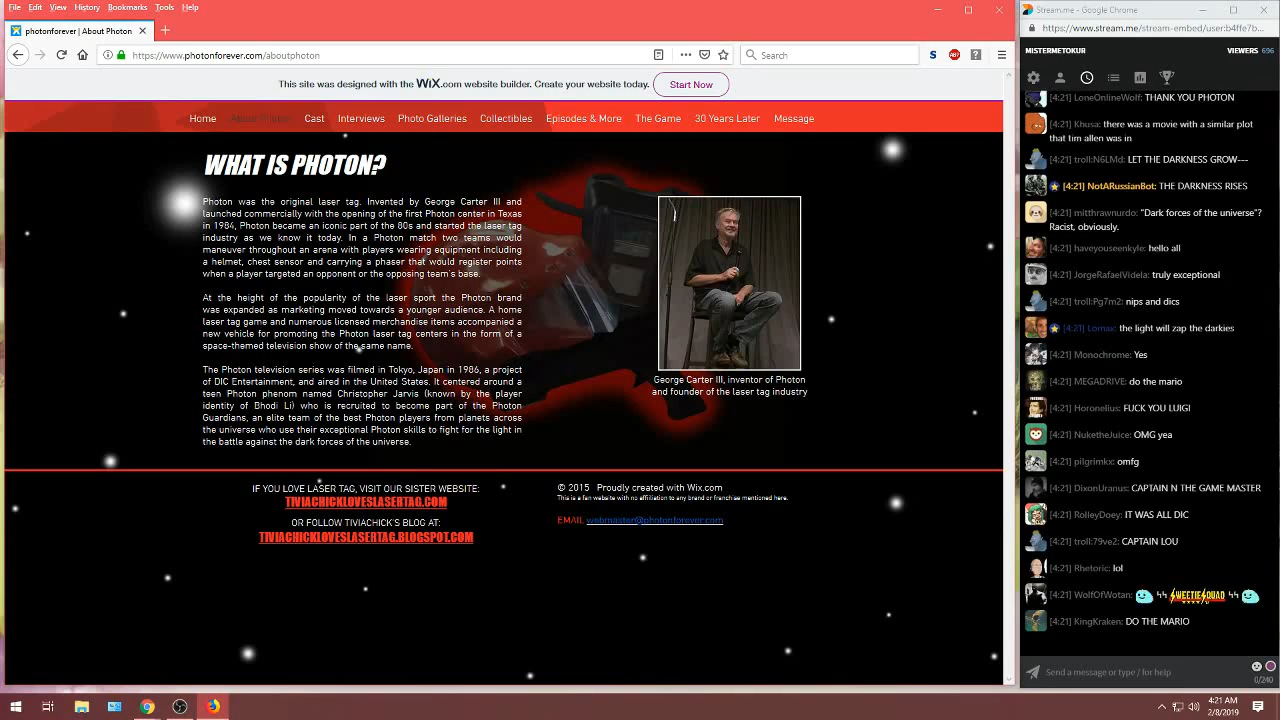 File Edit View History Bookmarks Tools Help
photonforever | About Photon
https://www.photonforever.com/aboutphoton
Search
This site was designed with the WiX.com website builder. Create your website today. Start Now
Home About Photon Cast Interviews Photo Galleries Collectibles Episodes & More The Game 30 Years Later Message
WHAT IS PHOTON?
Photon was the original laser tag. Invented by George Carter III and
launched commercially with the opening of the first Photon center in Texas
in 1984, Photon became an iconic part of the 80s and started the laser tag
industry as we know it today. In a Photon match two teams would
maneuver throughout an arena with players wearing equipment including
a helmet, chest sensor and carrying a phaser that would register points
when a player targeted an opponent or the opposing team's base.
At the height of the popularity of the laser sport the Photon brand
was expanded as marketing moved towards a younger audience. A home
laser tag game and numerous licensed merchandise items accompanied a
new vehicle for promoting the Photon laser tag centers in the form of a
space-themed television show of the same name.
The Photon television series was filmed in Tokyo, Japan in 1986, a project
of DIC Entertainment, and aired in the United States. It centered around a
teen Photon phenom named Christopher Jarvis (known by the player
identity of Bhodi Li) who is recruited to become part of the Photon
Guardians, an elite team of the best Photon players from planets across
the universe who use their exceptional Photon skills to fight for the light in
the battle against the dark forces of the universe.
George Carter III, inventor of Photon
and founder of the laser tag industry
IF YOU LOVE LASER TAG, VISIT OUR SISTER WEBSITE:
TIVIACHICKLOVESLASERTAG.COM
OR FOLLOW TIVIACHICK'S BLOG AT:
TIVIACHICKLOVESLASERTAG.BLOGSPOT.COM
© 2015 Proudly created with Wix.com
This is a fan website with no affiliation to any brand or franchise mentioned here.
EMAIL webmaster@photonforever.com
Stream.me - Google Chrome
https://www.stream.me/stream-embed/user:b4ffe7b...
MISTERMETOKUR VIEWERS 696
[4:21] LoneOnlineWolf: THANK YOU PHOTON
[4:21] Khusa: there was a movie with a similar plot
that tim allen was in
[4:21] troll:N6LMd: LET THE DARKNESS GROW---
[4:21] NotARussianBot: THE DARKNESS RISES
[4:21] mitthrawnurdo: "Dark forces of the universe"?
Racist, obviously.
[4:21] haveyouseenkyle: hello all
[4:21] JorgeRafaelVidela: truly exceptional
[4:21] troll:Pg7m2: nips and dics
[4:21] Lomax: the light will zap the darkies
[4:21] Monochrome: Yes
[4:21] MEGADRIVE: do the mario
[4:21] Horonelius: FUCK YOU LUIGI
[4:21] NuketheJuice: OMG yea
[4:21] pilgrimkx: omfg
[4:21] DixonUranus: CAPTAIN N THE GAME MASTER
[4:21] RolleyDoey: IT WAS ALL DIC
[4:21] troll:79ve2: CAPTAIN LOU
[4:21] Rhetoric: lol
[4:21] WolfOfWotan: SWEETIE SQUAD
[4:21] KingKraken: DO THE MARIO
Send a message or type / for help
0/240
4:21 AM
2/8/2019